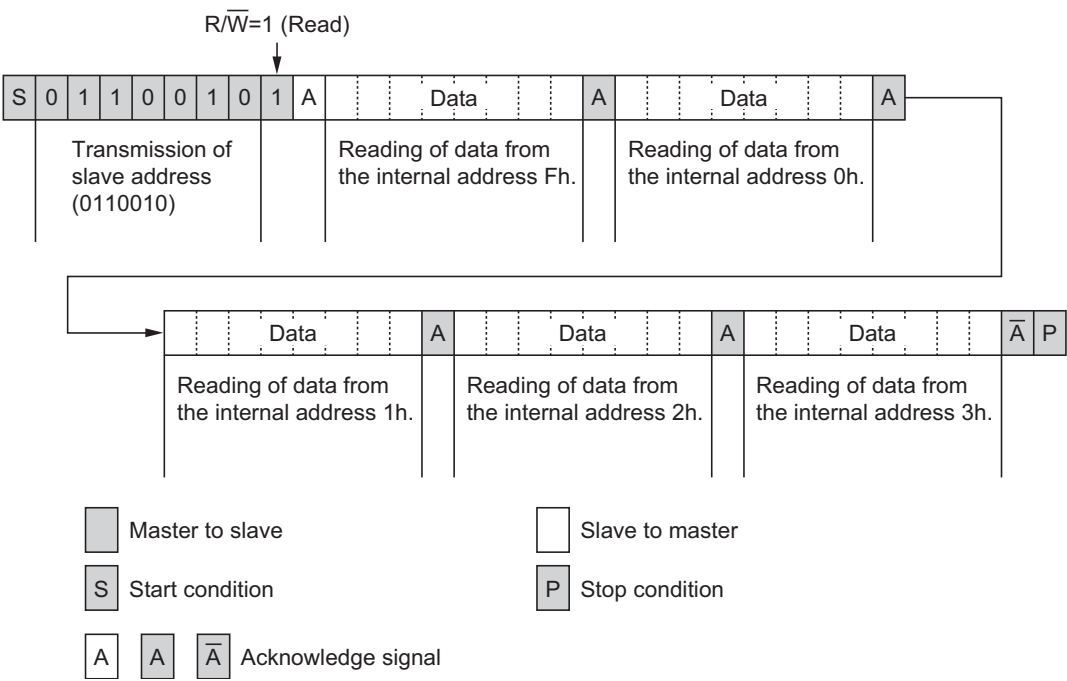 R/W̅=1 (Read)
S 0 1 1 0 0 1 0 1 A Data A Data A
Transmission of
slave address
(0110010)
Reading of data from
the internal address Fh.
Reading of data from
the internal address 0h.
Data A Data A Data A̅ P
Reading of data from
the internal address 1h.
Reading of data from
the internal address 2h.
Reading of data from
the internal address 3h.
Master to slave
Slave to master
S Start condition
P Stop condition
A A A̅ Acknowledge signal